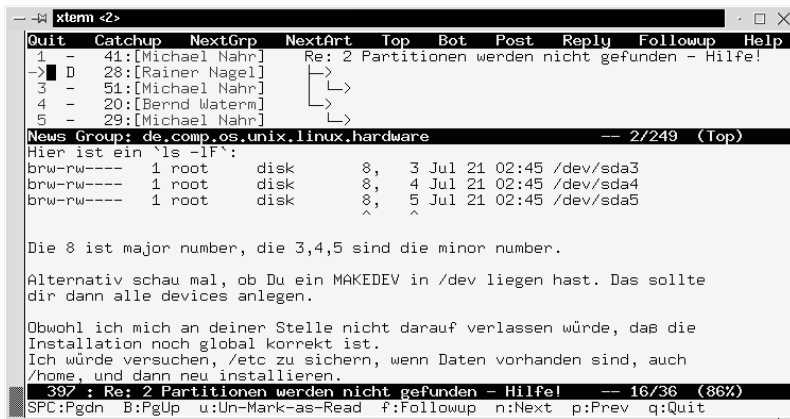 xterm <2>
Quit Catchup NextGrp NextArt Top Bot Post Reply Followup Help
1 - 41:[Michael Nahr] Re: 2 Partitionen werden nicht gefunden - Hilfe!
-> D 28:[Rainer Nagel] ├─>
3 - 51:[Michael Nahr] │ └─>
4 - 20:[Bernd Waterm] └─>
5 - 29:[Michael Nahr] └─>
News Group: de.comp.os.unix.linux.hardware -- 2/249 (Top)
Hier ist ein `ls -lF`:
brw-rw---- 1 root disk 8, 3 Jul 21 02:45 /dev/sda3
brw-rw---- 1 root disk 8, 4 Jul 21 02:45 /dev/sda4
brw-rw---- 1 root disk 8, 5 Jul 21 02:45 /dev/sda5
^ ^
Die 8 ist major number, die 3,4,5 sind die minor number.
Alternativ schau mal, ob Du ein MAKEDEV in /dev liegen hast. Das sollte
dir dann alle devices anlegen.
Obwohl ich mich an deiner Stelle nicht darauf verlassen würde, daß die
Installation noch global korrekt ist.
Ich würde versuchen, /etc zu sichern, wenn Daten vorhanden sind, auch
/home, und dann neu installieren.
397 : Re: 2 Partitionen werden nicht gefunden - Hilfe! -- 16/36 (86%)
SPC:Pgdn B:PgUp u:Un-Mark-as-Read f:Followup n:Next p:Prev q:Quit